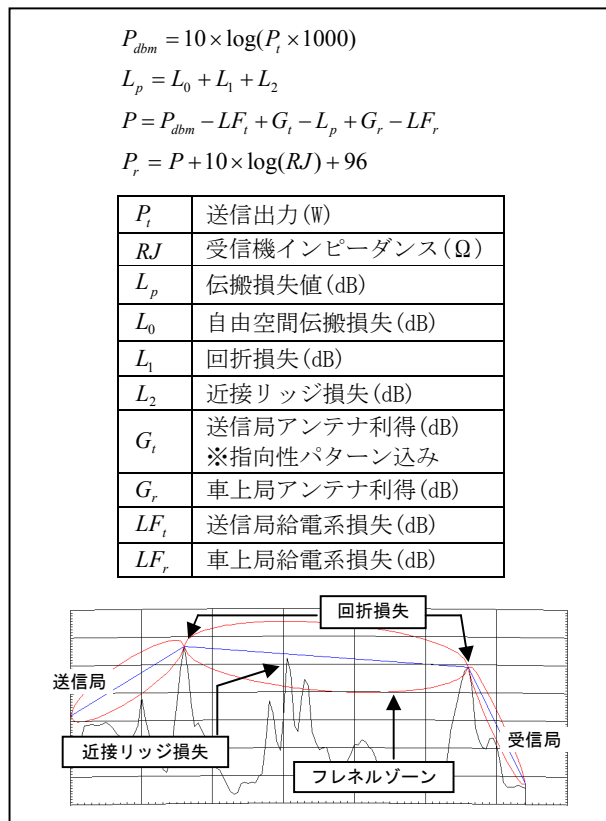 P_{dbm} = 10 × log(P_t × 1000)
L_p = L_0 + L_1 + L_2
P = P_{dbm} − LF_t + G_t − L_p + G_r − LF_r
P_r = P + 10 × log(RJ) + 96
P_t 送信出力(W)
RJ 受信機インピーダンス(Ω)
L_p 伝搬損失値(dB)
L_0 自由空間伝搬損失(dB)
L_1 回折損失(dB)
L_2 近接リッジ損失(dB)
G_t 送信局アンテナ利得(dB)
※指向性パターン込み
G_r 車上局アンテナ利得(dB)
LF_t 送信局給電系損失(dB)
LF_r 車上局給電系損失(dB)
回折損失
送信局
受信局
近接リッジ損失
フレネルゾーン